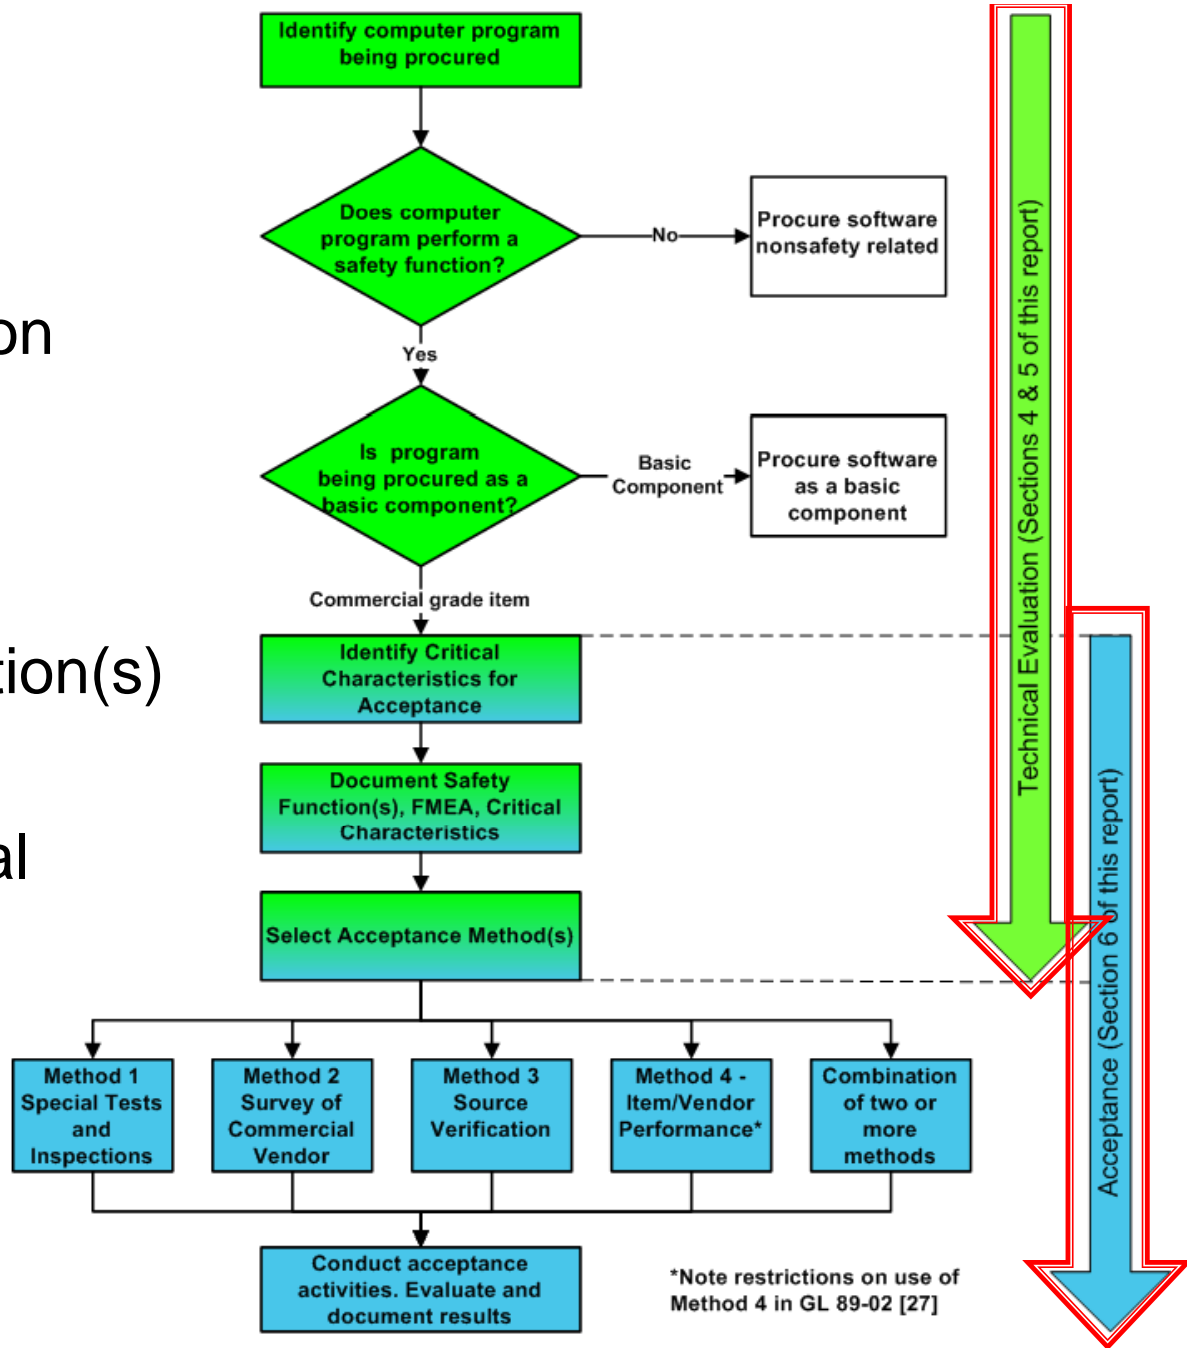 Identify computer program
being procured
Does computer
program perform a
safety function?
No
Procure software
nonsafety related
Yes
on
Is program
being procured as a
basic component?
Basic
Component
Procure software
as a basic
component
Commercial grade item
Identify Critical
Characteristics for
Acceptance
tion(s)
Document Safety
Function(s), FMEA, Critical
Characteristics
al
Select Acceptance Method(s)
Method 1
Special Tests
and
Inspections
Method 2
Survey of
Commercial
Vendor
Method 3
Source
Verification
Method 4 -
Item/Vendor
Performance*
Combination
of two or
more
methods
Conduct acceptance
activities. Evaluate and
document results
*Note restrictions on use of
Method 4 in GL 89-02 [27]
Technical Evaluation (Sections 4 & 5 of this report)
Acceptance (Section 6 of this report)